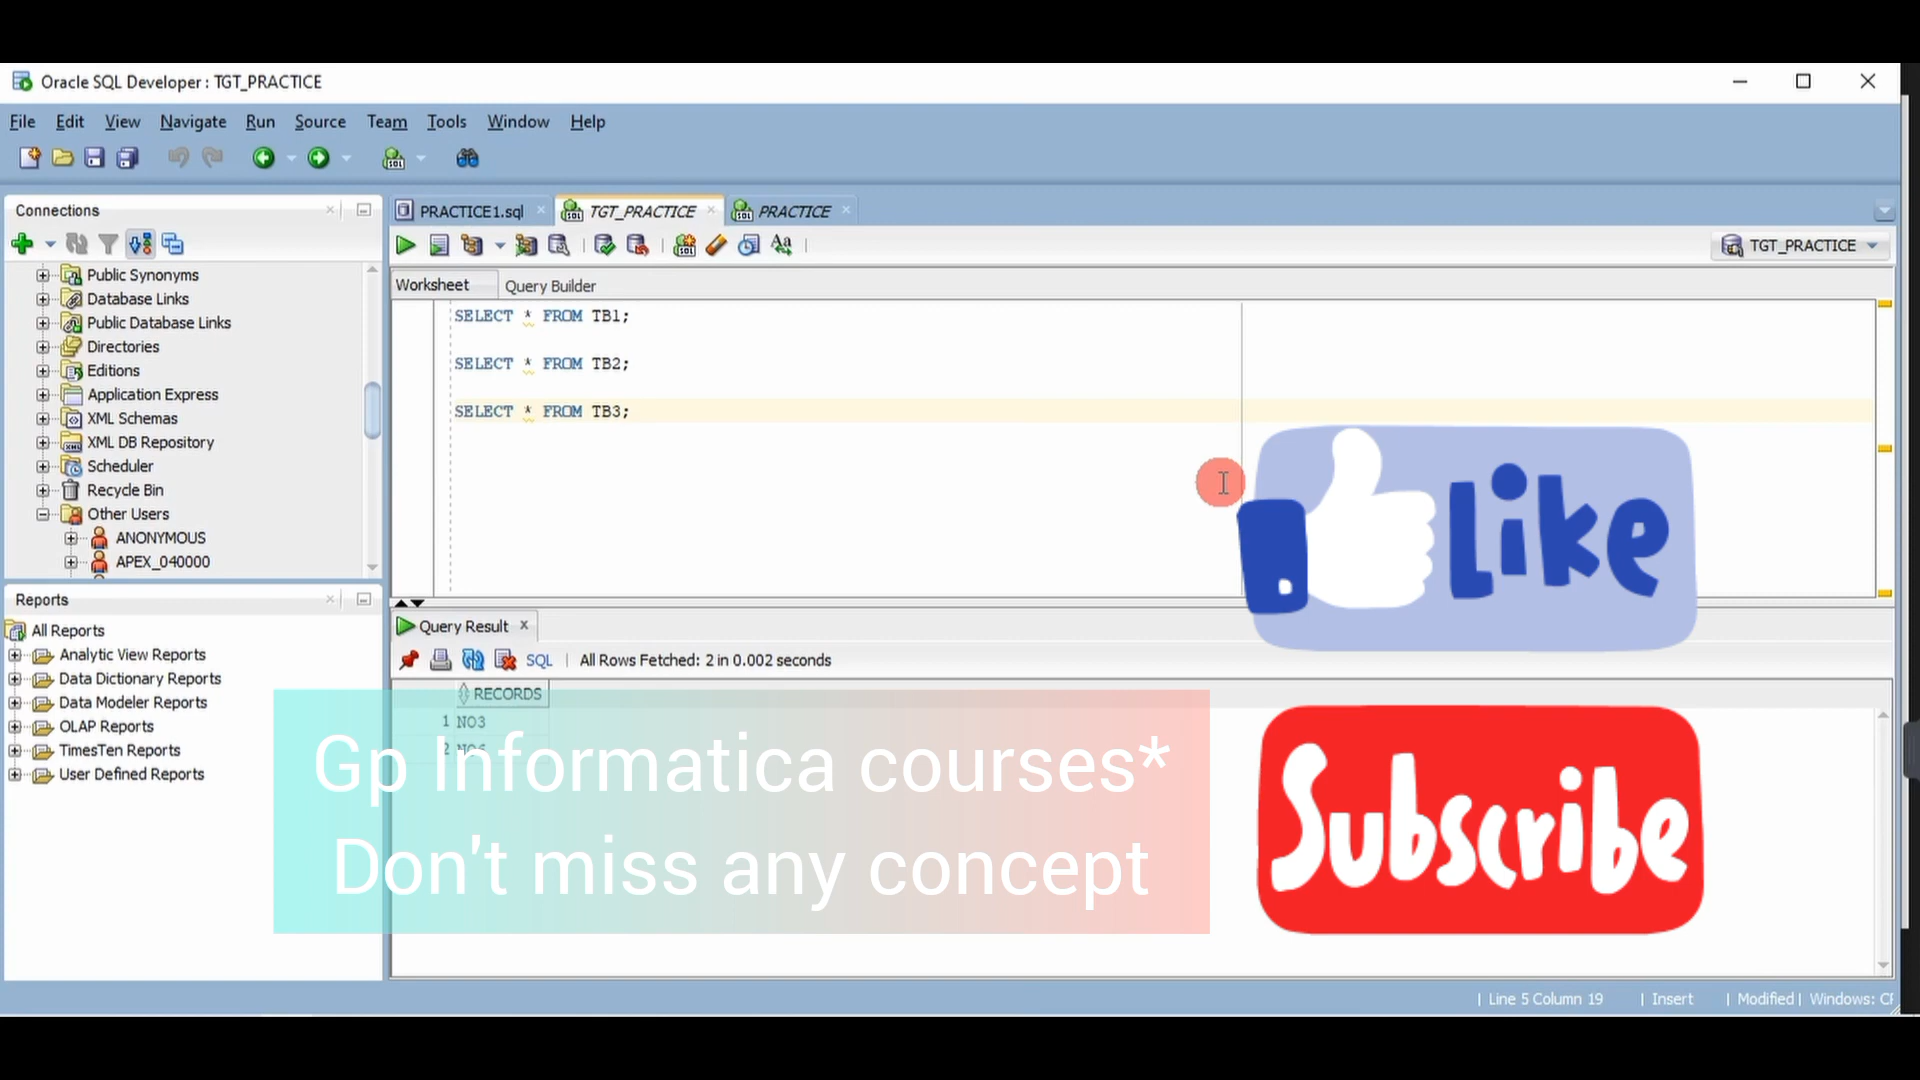 Oracle SQL Developer : TGT_PRACTICE
File Edit View Navigate Run Source Team Tools Window Help
Connections
Public Synonyms
Database Links
Public Database Links
Directories
Editions
Application Express
XML Schemas
XML DB Repository
Scheduler
Recycle Bin
Other Users
ANONYMOUS
APEX_040000
Reports
All Reports
Analytic View Reports
Data Dictionary Reports
Data Modeler Reports
OLAP Reports
TimesTen Reports
User Defined Reports
PRACTICE1.sql TGT_PRACTICE PRACTICE
TGT_PRACTICE
Worksheet Query Builder
SELECT * FROM TB1;
SELECT * FROM TB2;
SELECT * FROM TB3;
Like
Query Result
SQL | All Rows Fetched: 2 in 0.002 seconds
RECORDS
1 NO3
2
Gp Informatica courses*
Don't miss any concept
Subscribe
| Line 5 Column 19 | Insert | Modified | Windows: